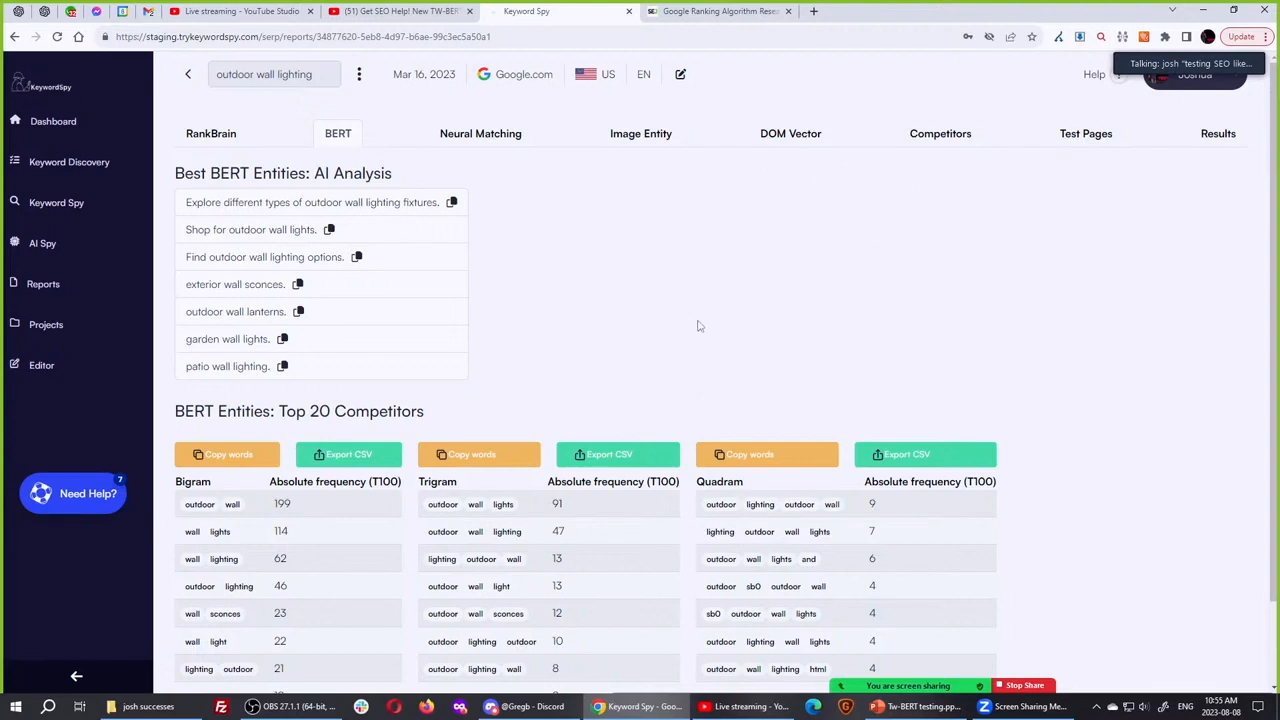 Live streaming - YouTube Studio
(51) Get SEO Help! New TW-BERT
Keyword Spy
Google Ranking Algorithm Rese
https://staging.trykeywordspy.com/serp/reports/34877620-5eb8-4d97-b6ae-99c3ec5a50a1
Update
Talking: josh "testing SEO like...
KeywordSpy
outdoor wall lighting
Mar 16, 2023
Google.com
US
EN
Help
Joshua
Dashboard
Keyword Discovery
Keyword Spy
AI Spy
Reports
Projects
Editor
7
Need Help?
RankBrain
BERT
Neural Matching
Image Entity
DOM Vector
Competitors
Test Pages
Results
Best BERT Entities: AI Analysis
Explore different types of outdoor wall lighting fixtures.
Shop for outdoor wall lights.
Find outdoor wall lighting options.
exterior wall sconces.
outdoor wall lanterns.
garden wall lights.
patio wall lighting.
BERT Entities: Top 20 Competitors
Copy words Export CSV Copy words Export CSV Copy words Export CSV
Bigram Absolute frequency (T100) Trigram Absolute frequency (T100) Quadram Absolute frequency (T100)
outdoor wall 199 outdoor wall lights 91 outdoor lighting outdoor wall 9
wall lights 114 outdoor wall lighting 47 lighting outdoor wall lights 7
wall lighting 62 lighting outdoor wall 13 outdoor wall lights and 6
outdoor lighting 46 outdoor wall light 13 outdoor sb0 outdoor wall 4
wall sconces 23 outdoor wall sconces 12 sb0 outdoor wall lights 4
wall light 22 outdoor lighting outdoor 10 outdoor lighting wall lights 4
lighting outdoor 21 outdoor lighting wall 8 outdoor wall lighting html 4
You are screen sharing
Stop Share
josh successes
OBS 29.1.1 (64-bit, ...
@Gregb - Discord
Keyword Spy - Goo...
Live streaming - Yo...
Tw-BERT testing.pp...
Screen Sharing Me...
10:55 AM
2023-08-08